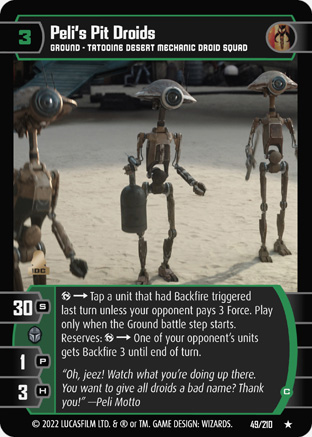 3
Peli's Pit Droids
GROUND - TATOOINE DESERT MECHANIC DROID SQUAD
30 S
1 P
3 H
→ Tap a unit that had Backfire triggered
last turn unless your opponent pays 3 Force. Play
only when the Ground battle step starts.
Reserves: → One of your opponent's units
gets Backfire 3 until end of turn.
"Oh, jeez! Watch what you're doing up there.
You want to give all droids a bad name? Thank
you!" —Peli Motto
C
© 2022 LUCASFILM LTD. & ® OR TM. GAME DESIGN: WIZARDS. 49/210 ★